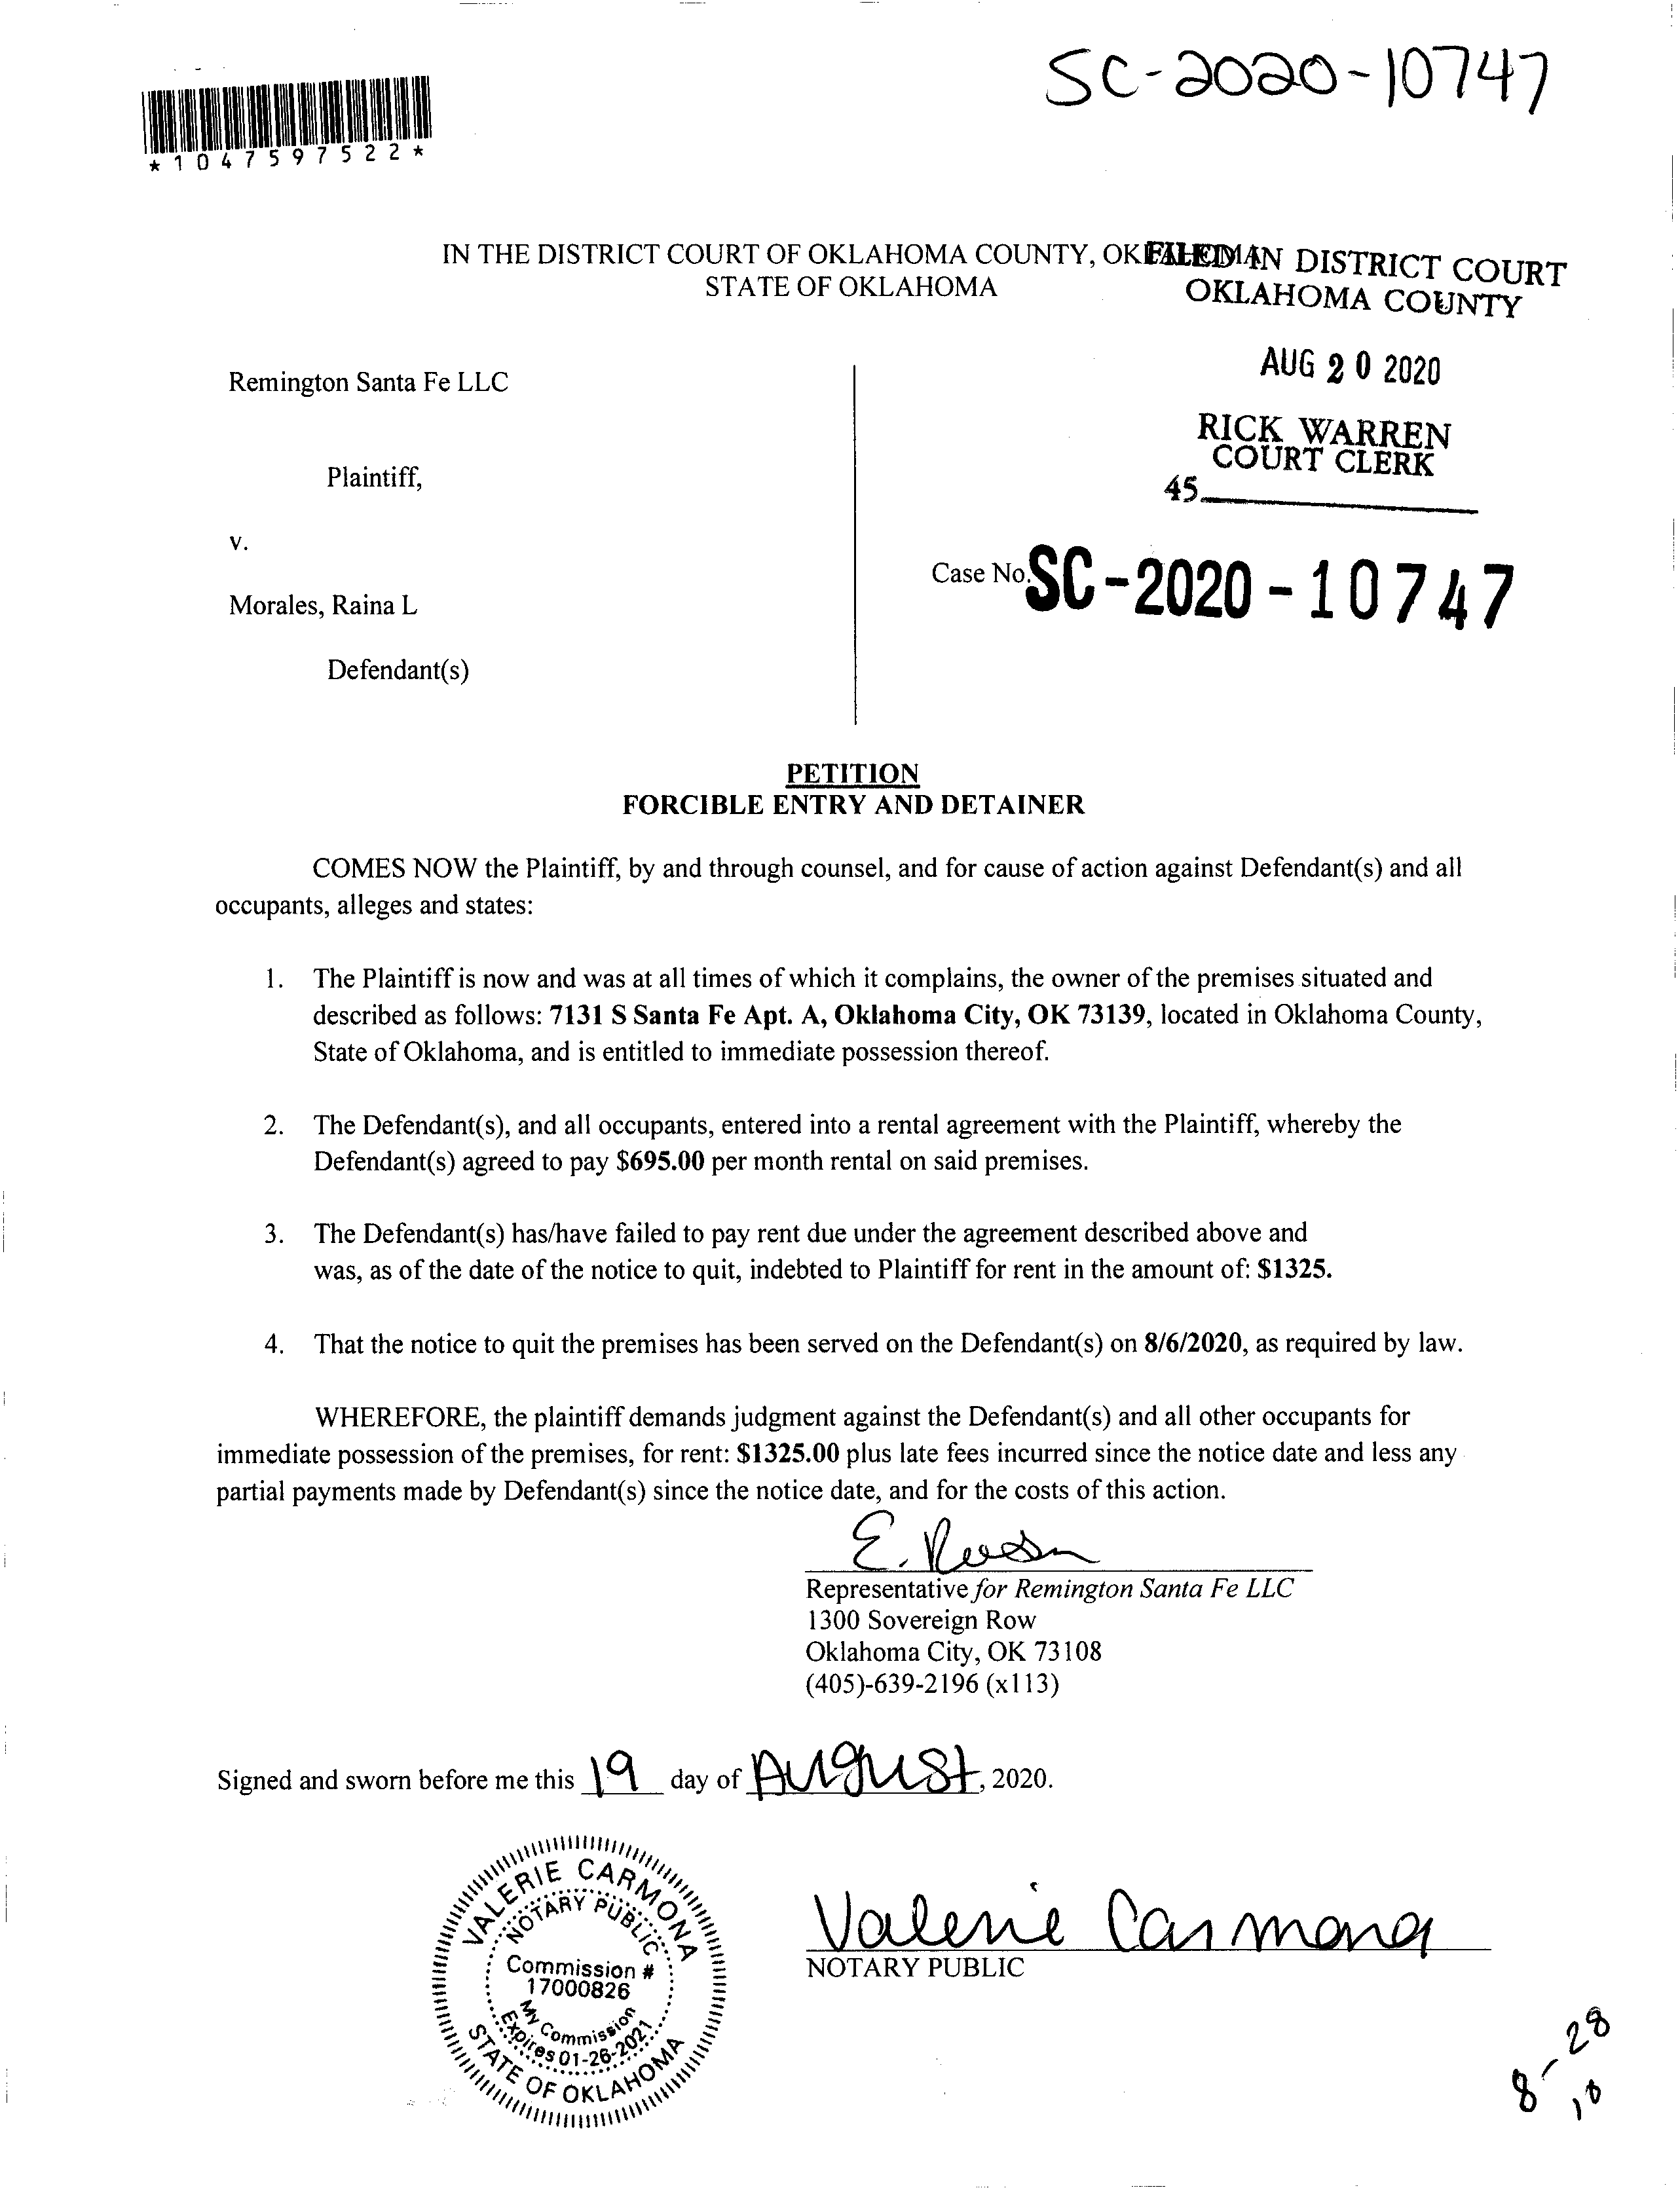 SC-2020-10747
*1047597522*
IN THE DISTRICT COURT OF OKLAHOMA COUNTY,
STATE OF OKLAHOMA
FILED IN DISTRICT COURT
OKLAHOMA COUNTY
AUG 20 2020
RICK WARREN
COURT CLERK
45
Remington Santa Fe LLC
Plaintiff,
v.
Case No. SC-2020-10747
Morales, Raina L
Defendant(s)
PETITION
FORCIBLE ENTRY AND DETAINER
COMES NOW the Plaintiff, by and through counsel, and for cause of action against Defendant(s) and all
occupants, alleges and states:
1. The Plaintiff is now and was at all times of which it complains, the owner of the premises situated and
described as follows: 7131 S Santa Fe Apt. A, Oklahoma City, OK 73139, located in Oklahoma County,
State of Oklahoma, and is entitled to immediate possession thereof.
2. The Defendant(s), and all occupants, entered into a rental agreement with the Plaintiff, whereby the
Defendant(s) agreed to pay $695.00 per month rental on said premises.
3. The Defendant(s) has/have failed to pay rent due under the agreement described above and
was, as of the date of the notice to quit, indebted to Plaintiff for rent in the amount of: $1325.
4. That the notice to quit the premises has been served on the Defendant(s) on 8/6/2020, as required by law.
WHEREFORE, the plaintiff demands judgment against the Defendant(s) and all other occupants for
immediate possession of the premises, for rent: $1325.00 plus late fees incurred since the notice date and less any
partial payments made by Defendant(s) since the notice date, and for the costs of this action.
E.
Representative for Remington Santa Fe LLC
1300 Sovereign Row
Oklahoma City, OK 73108
(405)-639-2196 (x113)
Signed and sworn before me this 19 day of August, 2020.
VALERIE CARMONA
NOTARY PUBLIC
Commission #
17000826
My Commission
Expires 01-26-2021
STATE OF OKLAHOMA
Valerie Carmona
NOTARY PUBLIC
8-28
10